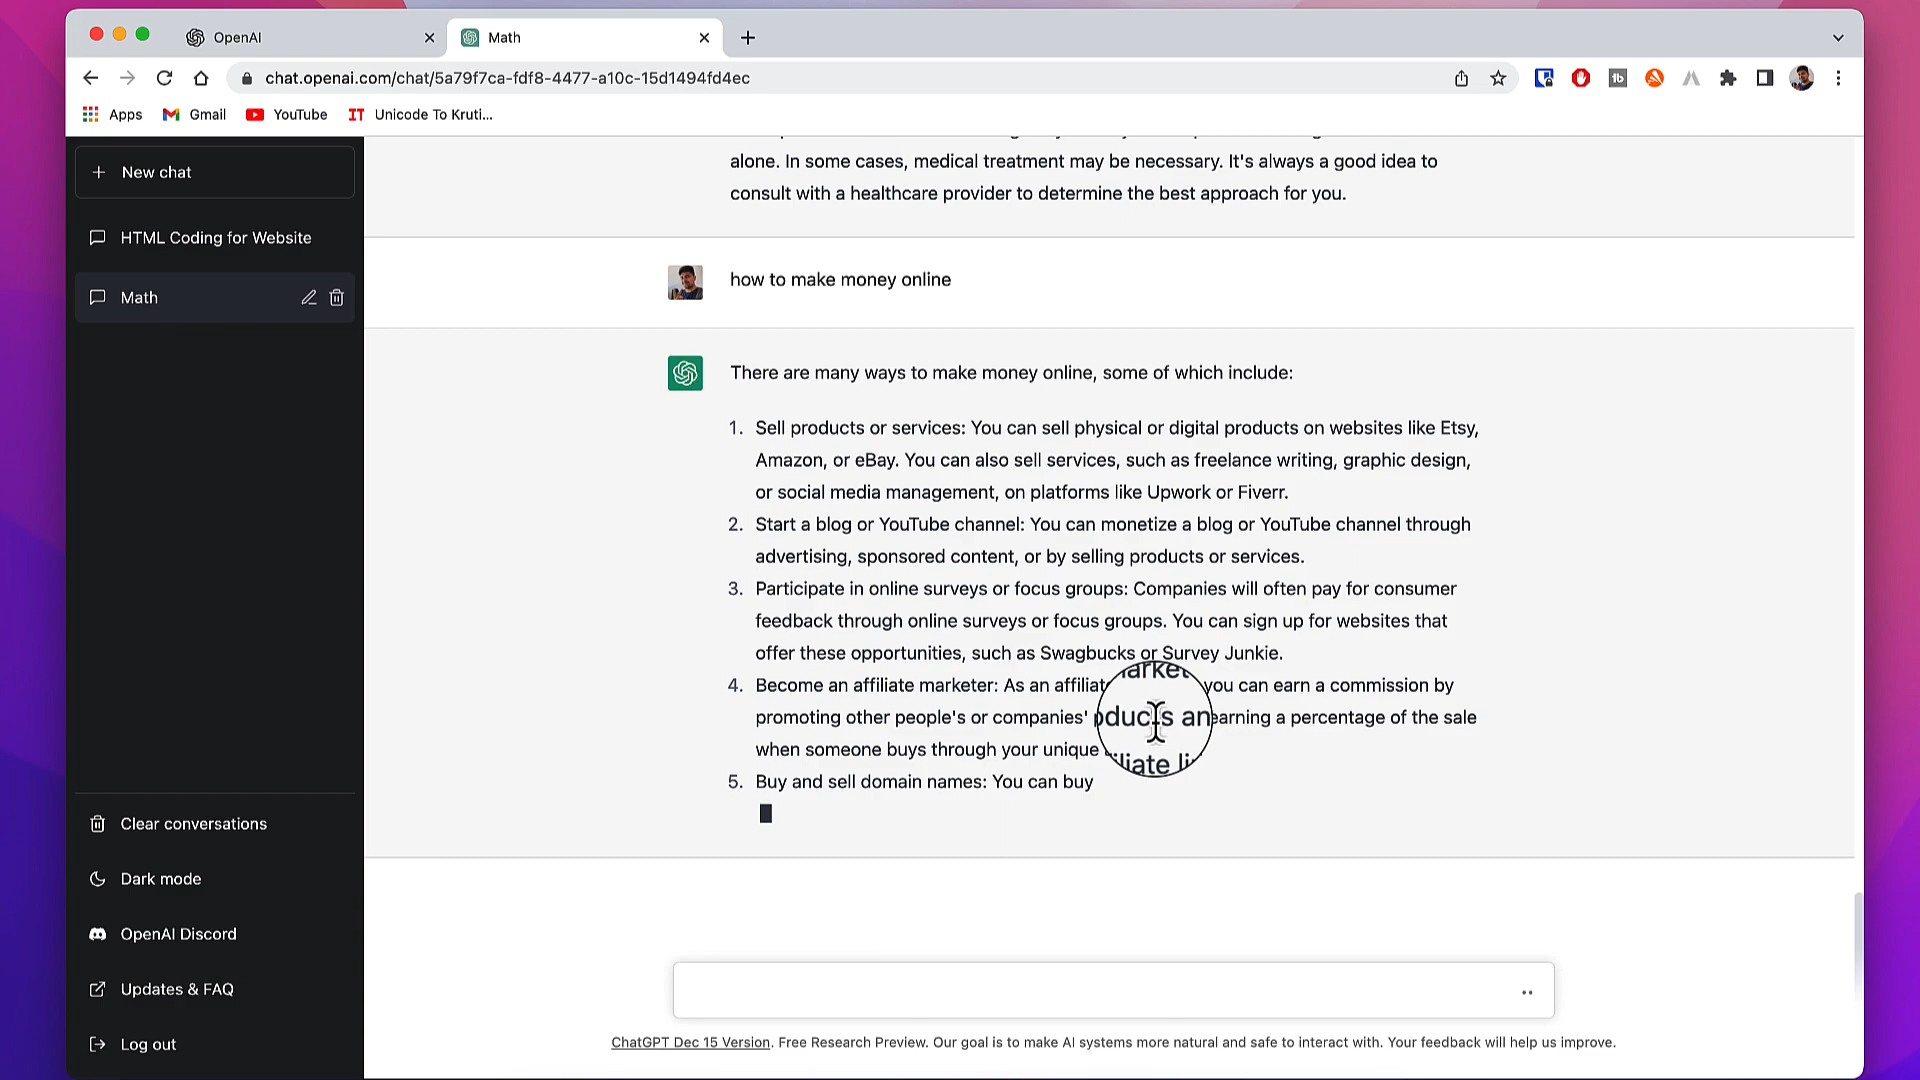 OpenAI
Math
chat.openai.com/chat/5a79f7ca-fdf8-4477-a10c-15d1494fd4ec
Apps
Gmail
YouTube
IT Unicode To Kruti...
New chat
HTML Coding for Website
Math
alone. In some cases, medical treatment may be necessary. It's always a good idea to
consult with a healthcare provider to determine the best approach for you.
how to make money online
There are many ways to make money online, some of which include:
1. Sell products or services: You can sell physical or digital products on websites like Etsy,
Amazon, or eBay. You can also sell services, such as freelance writing, graphic design,
or social media management, on platforms like Upwork or Fiverr.
2. Start a blog or YouTube channel: You can monetize a blog or YouTube channel through
advertising, sponsored content, or by selling products or services.
3. Participate in online surveys or focus groups: Companies will often pay for consumer
feedback through online surveys or focus groups. You can sign up for websites that
offer these opportunities, such as Swagbucks or Survey Junkie.
4. Become an affiliate marketer: As an affiliate market you can earn a commission by
promoting other people's or companies' oducts an earning a percentage of the sale
when someone buys through your unique iliate li
5. Buy and sell domain names: You can buy
Clear conversations
Dark mode
OpenAI Discord
Updates & FAQ
Log out
ChatGPT Dec 15 Version. Free Research Preview. Our goal is to make AI systems more natural and safe to interact with. Your feedback will help us improve.